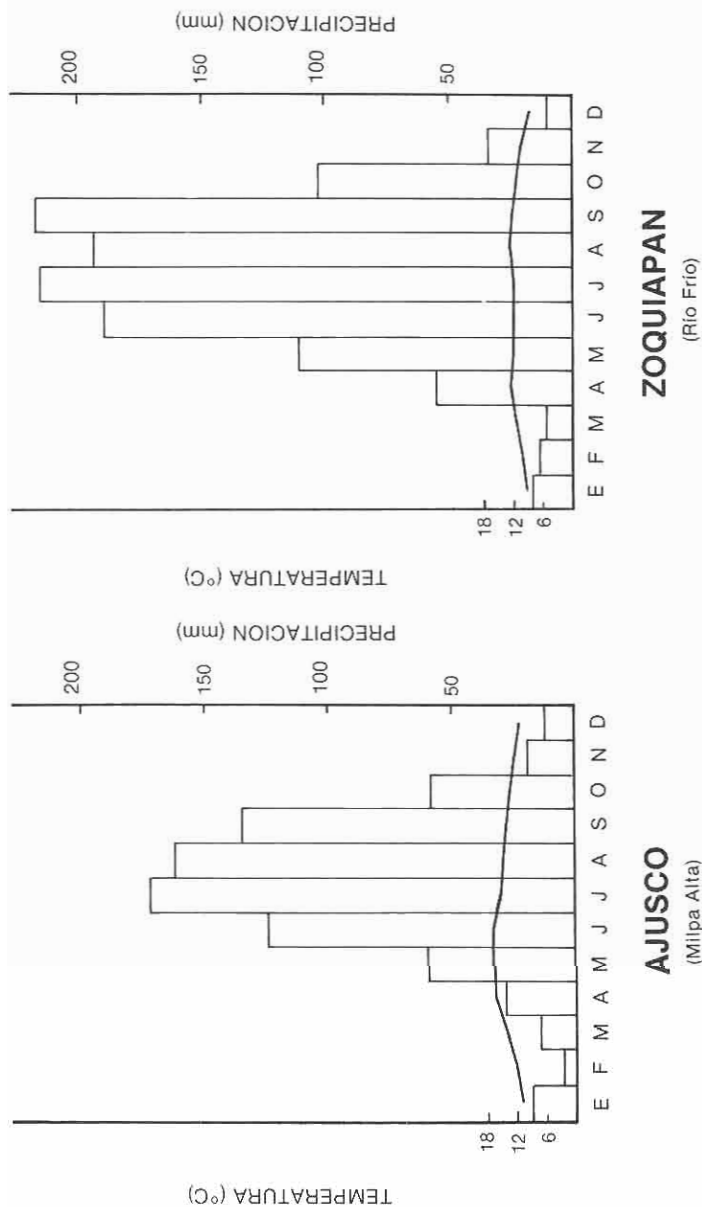 TEMPERATURA (°C)
18
12
6
PRECIPITACION (mm)
200
150
100
50
E F M A M J J A S O N D
AJUSCO
(Milpa Alta)
TEMPERATURA (°C)
18
12
6
PRECIPITACION (mm)
200
150
100
50
E F M A M J J A S O N D
ZOQUIAPAN
(Río Frío)